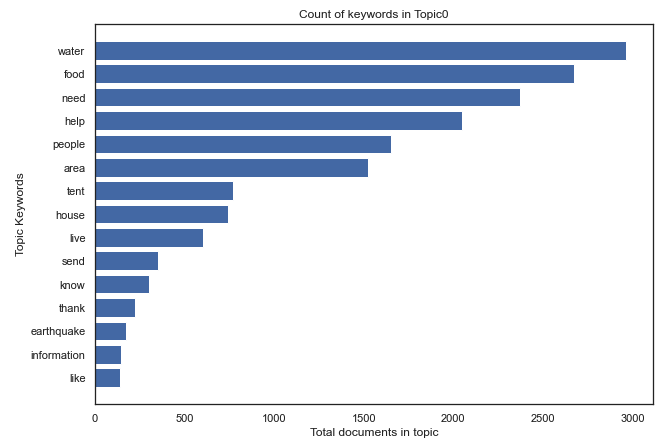 Count of keywords in Topic0
Topic Keywords
water
food
need
help
people
area
tent
house
live
send
know
thank
earthquake
information
like
0 500 1000 1500 2000 2500 3000
Total documents in topic